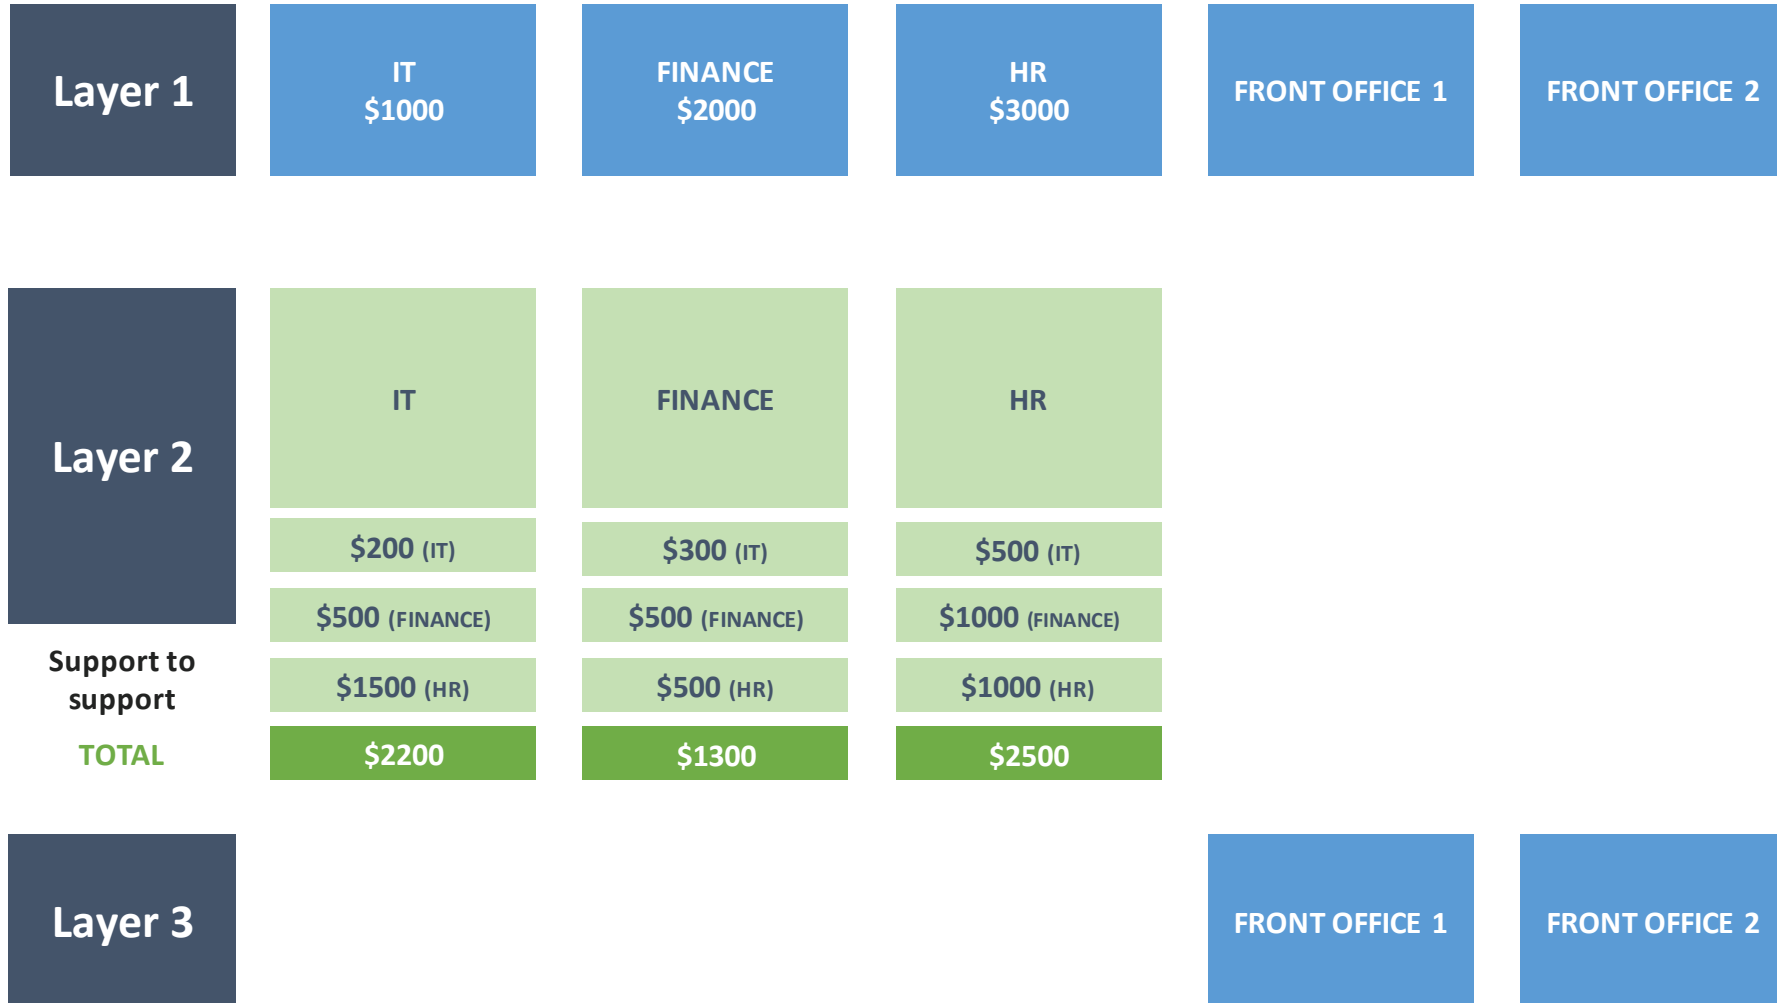 Layer 1
IT
$1000
FINANCE
$2000
HR
$3000
FRONT OFFICE 1
FRONT OFFICE 2
Layer 2
IT
FINANCE
HR
$200 (IT)
$300 (IT)
$500 (IT)
$500 (FINANCE)
$500 (FINANCE)
$1000 (FINANCE)
Support to
support
$1500 (HR)
$500 (HR)
$1000 (HR)
TOTAL
$2200
$1300
$2500
Layer 3
FRONT OFFICE 1
FRONT OFFICE 2